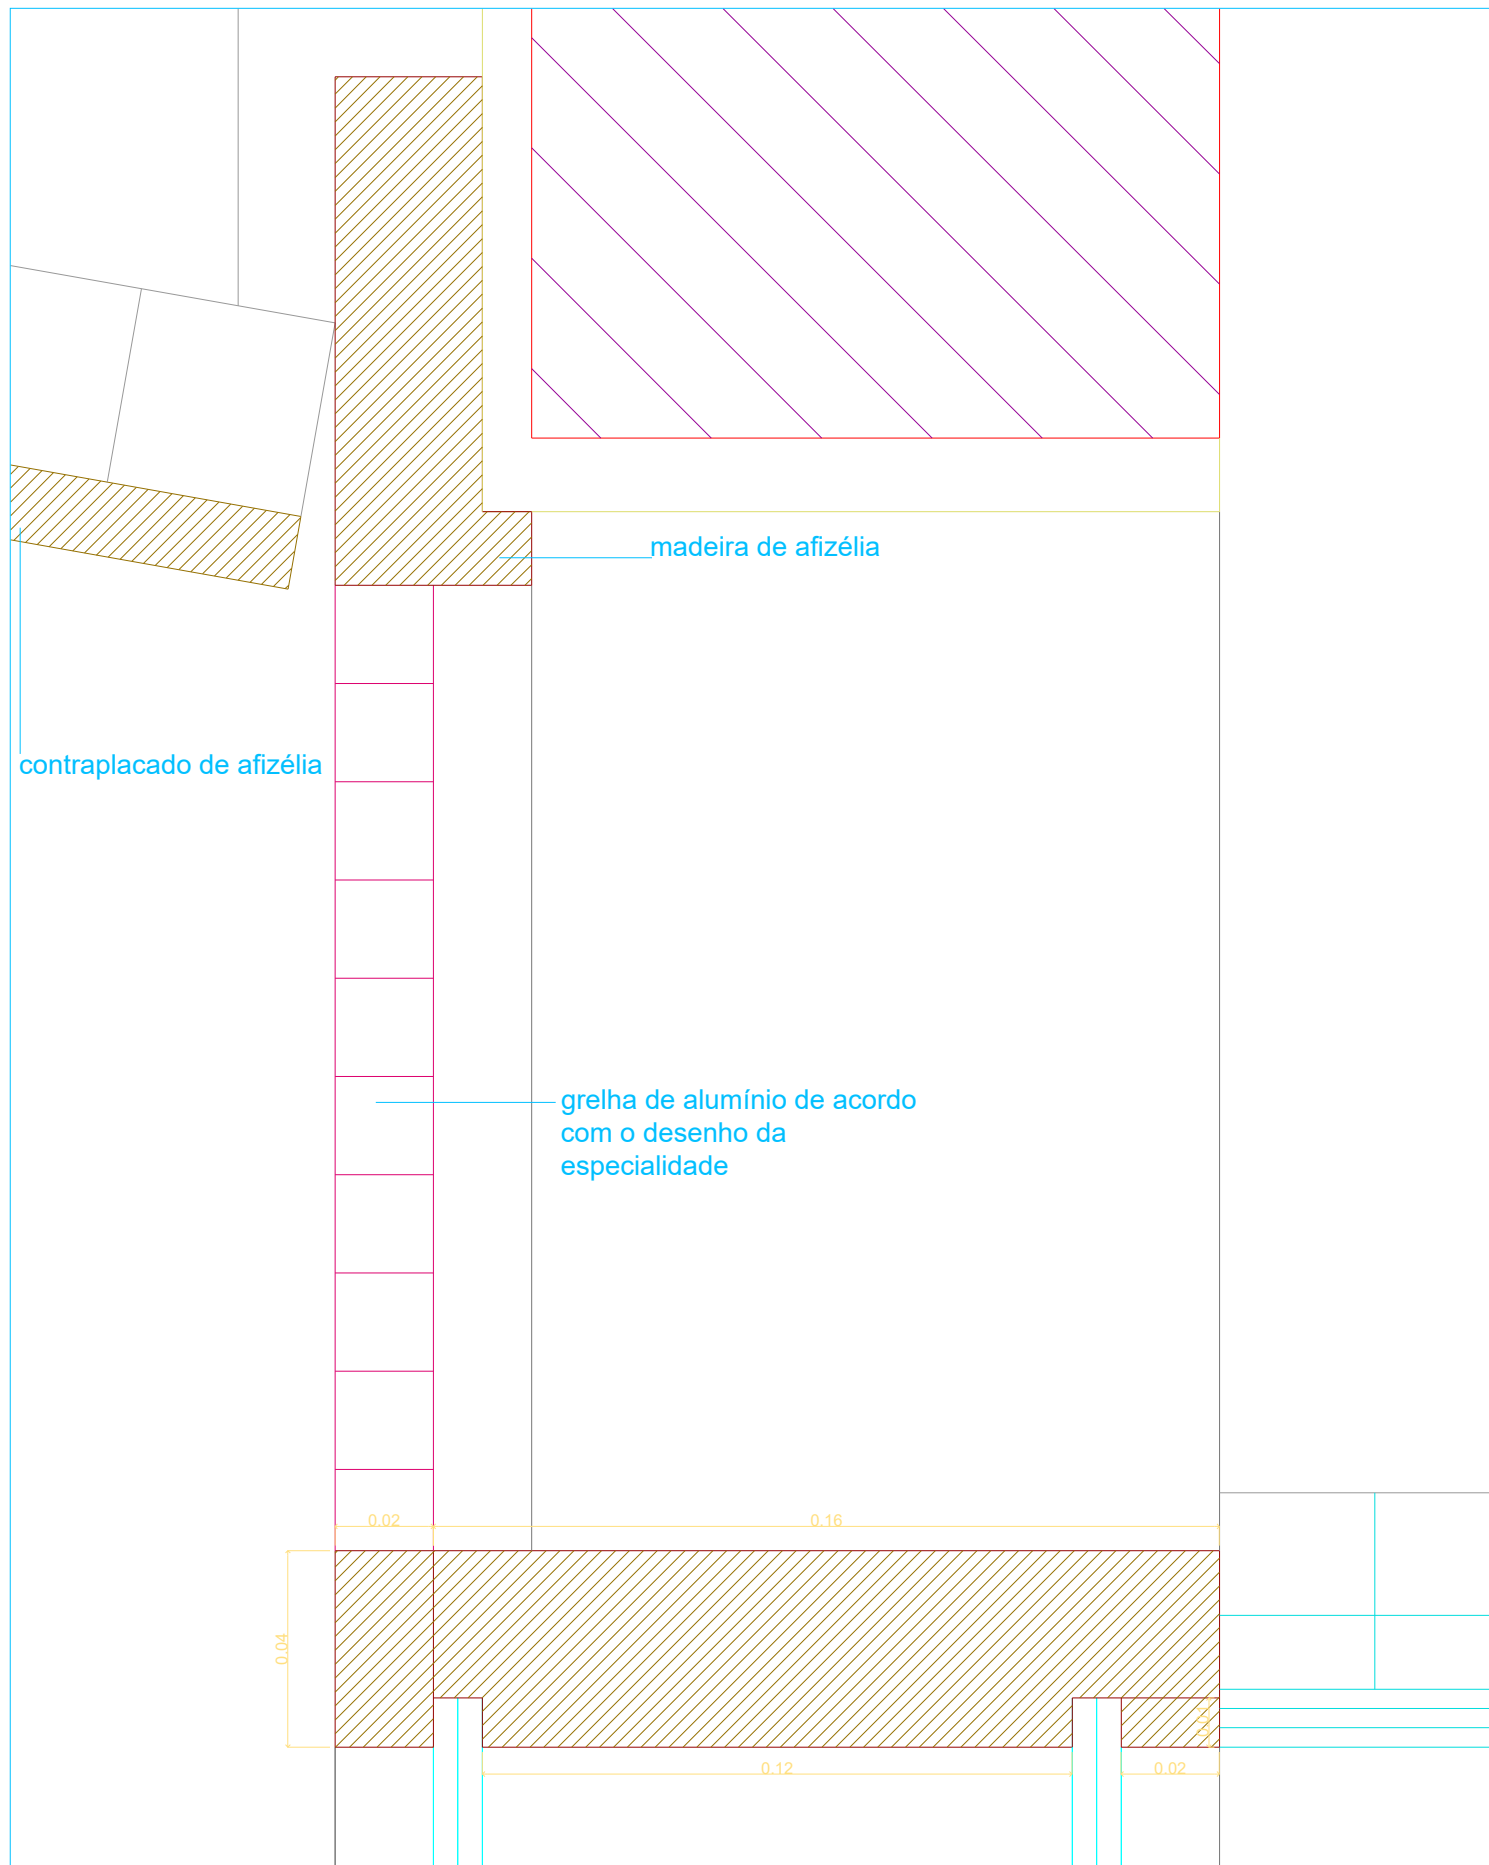 madeira de afizélia
contraplacado de afizélia
grelha de alumínio de acordo
com o desenho da
especialidade
0.02
0.16
0.04
0.12
0.02